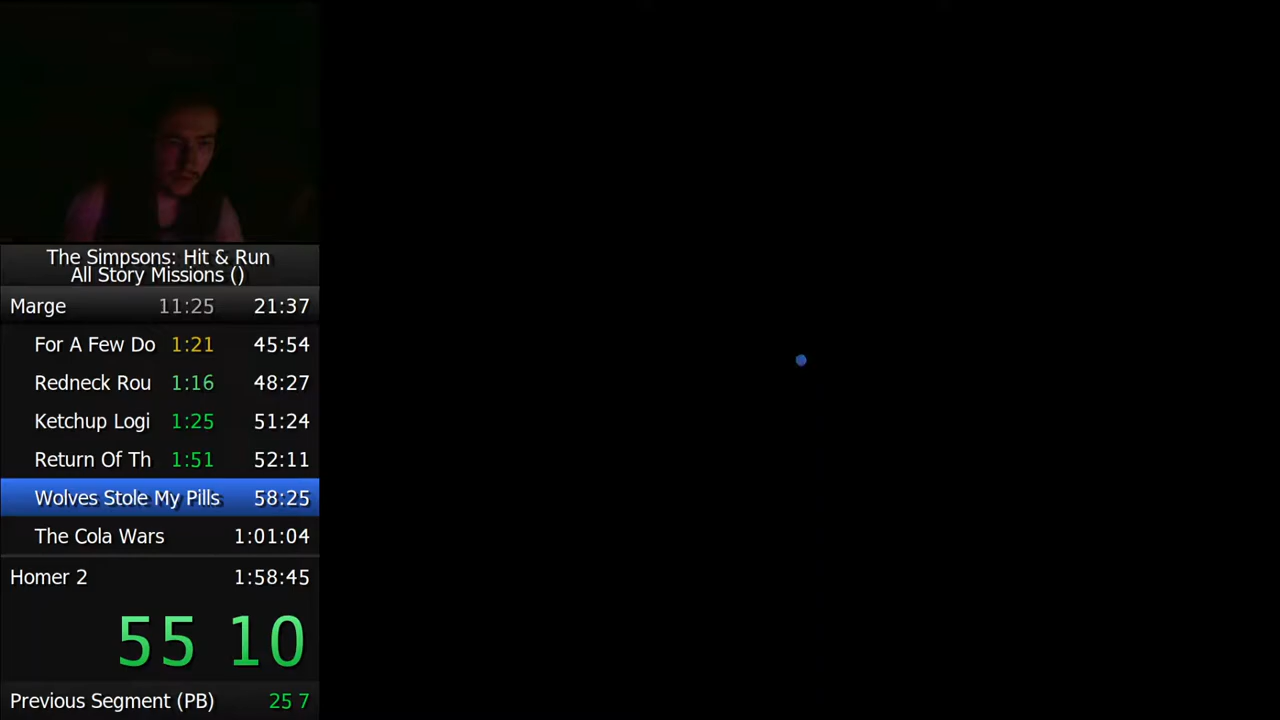 The Simpsons: Hit & Run
All Story Missions ()
Marge 11:25 21:37
For A Few Do 1:21 45:54
Redneck Rou 1:16 48:27
Ketchup Logi 1:25 51:24
Return Of Th 1:51 52:11
Wolves Stole My Pills 58:25
The Cola Wars 1:01:04
Homer 2 1:58:45
55 10
Previous Segment (PB) 25 7